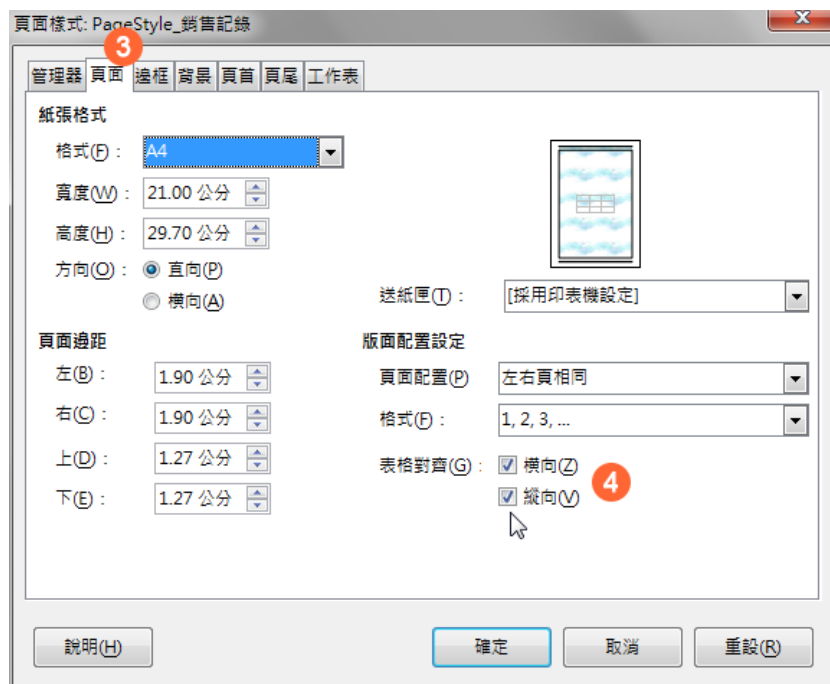 頁面樣式: PageStyle_銷售記錄
3
管理器 頁面 邊框 背景 頁首 頁尾 工作表
紙張格式
格式(F)： A4
寬度(W)： 21.00 公分
高度(H)： 29.70 公分
方向(O)： 直向(P)
橫向(A)
送紙匣(T)： [採用印表機設定]
頁面邊距
左(B)： 1.90 公分
右(C)： 1.90 公分
上(D)： 1.27 公分
下(E)： 1.27 公分
版面配置設定
頁面配置(P) 左右頁相同
格式(F)： 1, 2, 3, ...
表格對齊(G)： 橫向(Z)
縱向(V)
4
說明(H) 確定 取消 重設(R)